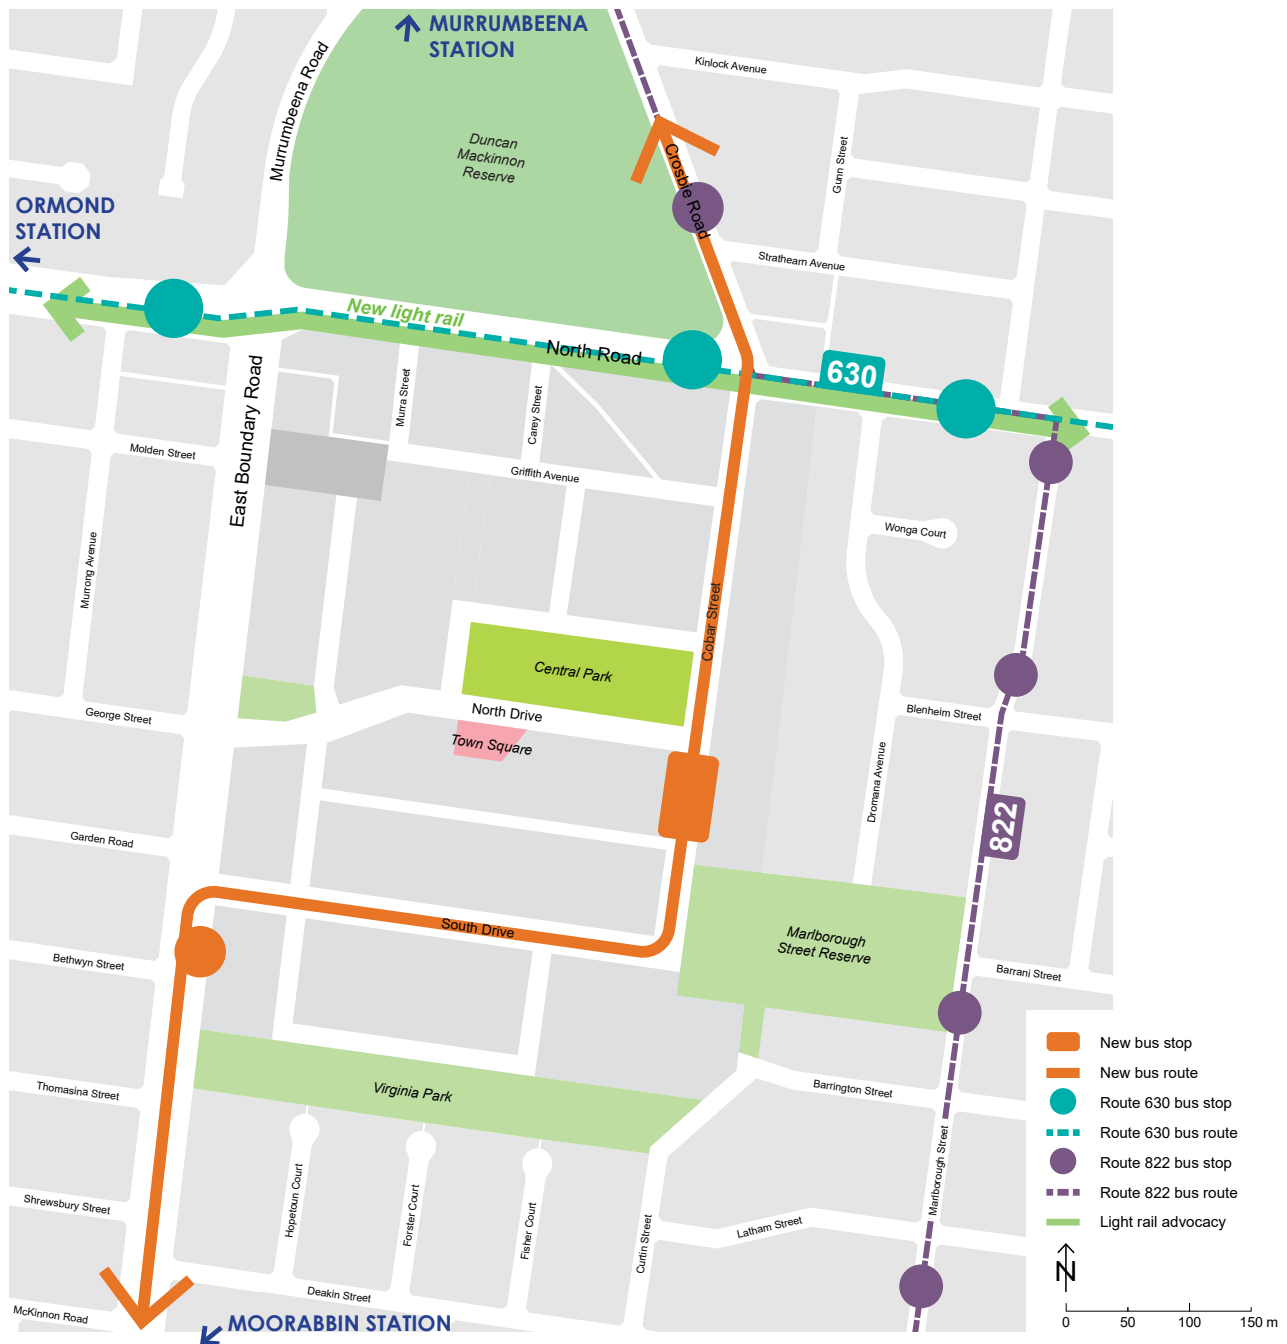 MURRUMBEENA
STATION
Kinlock Avenue
Murrumbeena Road
Duncan
Mackinnon
Reserve
Crosbie Road
Gunn Street
ORMOND
STATION
Strathearn Avenue
New light rail
North Road
630
East Boundary Road
Murra Street
Carey Street
Molden Street
Griffith Avenue
Wonga Court
Murrong Avenue
Cobar Street
Central Park
George Street
North Drive
Blenheim Street
Town Square
Dromana Avenue
822
Garden Road
South Drive
Marlborough
Street Reserve
Bethwyn Street
Barrani Street
Thomasina Street
Virginia Park
Barrington Street
Marlborough Street
Shrewsbury Street
Hopetoun Court
Forster Court
Fisher Court
Curtin Street
Latham Street
Deakin Street
McKinnon Road
MOORABBIN STATION
New bus stop
New bus route
Route 630 bus stop
Route 630 bus route
Route 822 bus stop
Route 822 bus route
Light rail advocacy
N
0 50 100 150 m